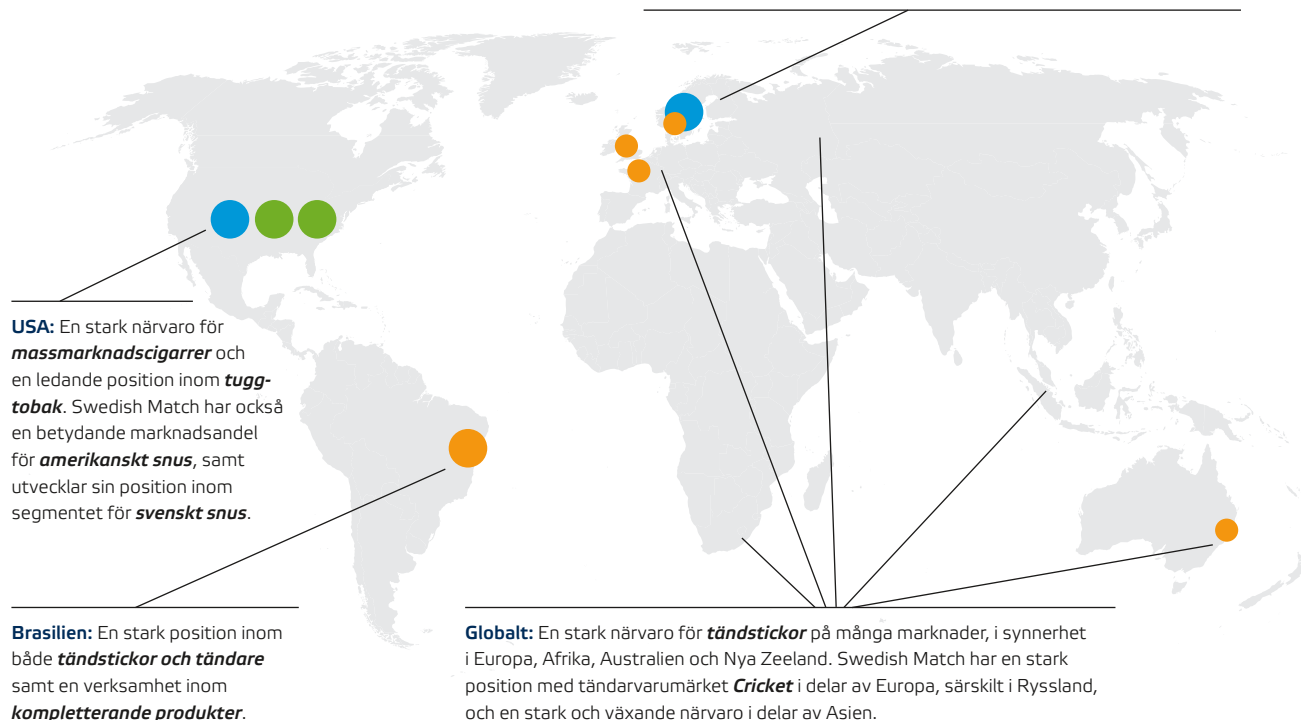 USA: En stark närvaro för
massmarknadscigarrer och
en ledande position inom tugg-
tobak. Swedish Match har också
en betydande marknadsandel
för amerikanskt snus, samt
utvecklar sin position inom
segmentet för svenskt snus.
Brasilien: En stark position inom
både tändstickor och tändare
samt en verksamhet inom
kompletterande produkter.
Globalt: En stark närvaro för tändstickor på många marknader, i synnerhet
i Europa, Afrika, Australien och Nya Zeeland. Swedish Match har en stark
position med tändarvarumärket Cricket i delar av Europa, särskilt i Ryssland,
och en stark och växande närvaro i delar av Asien.